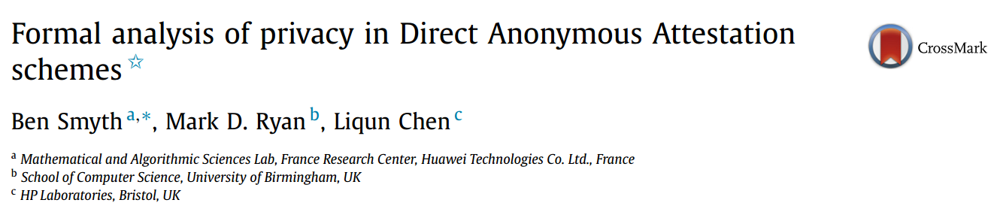 Formal analysis of privacy in Direct Anonymous Attestation
schemes ☆
CrossMark
Ben Smyth a,*, Mark D. Ryan b, Liqun Chen c
a Mathematical and Algorithmic Sciences Lab, France Research Center, Huawei Technologies Co. Ltd., France
b School of Computer Science, University of Birmingham, UK
c HP Laboratories, Bristol, UK